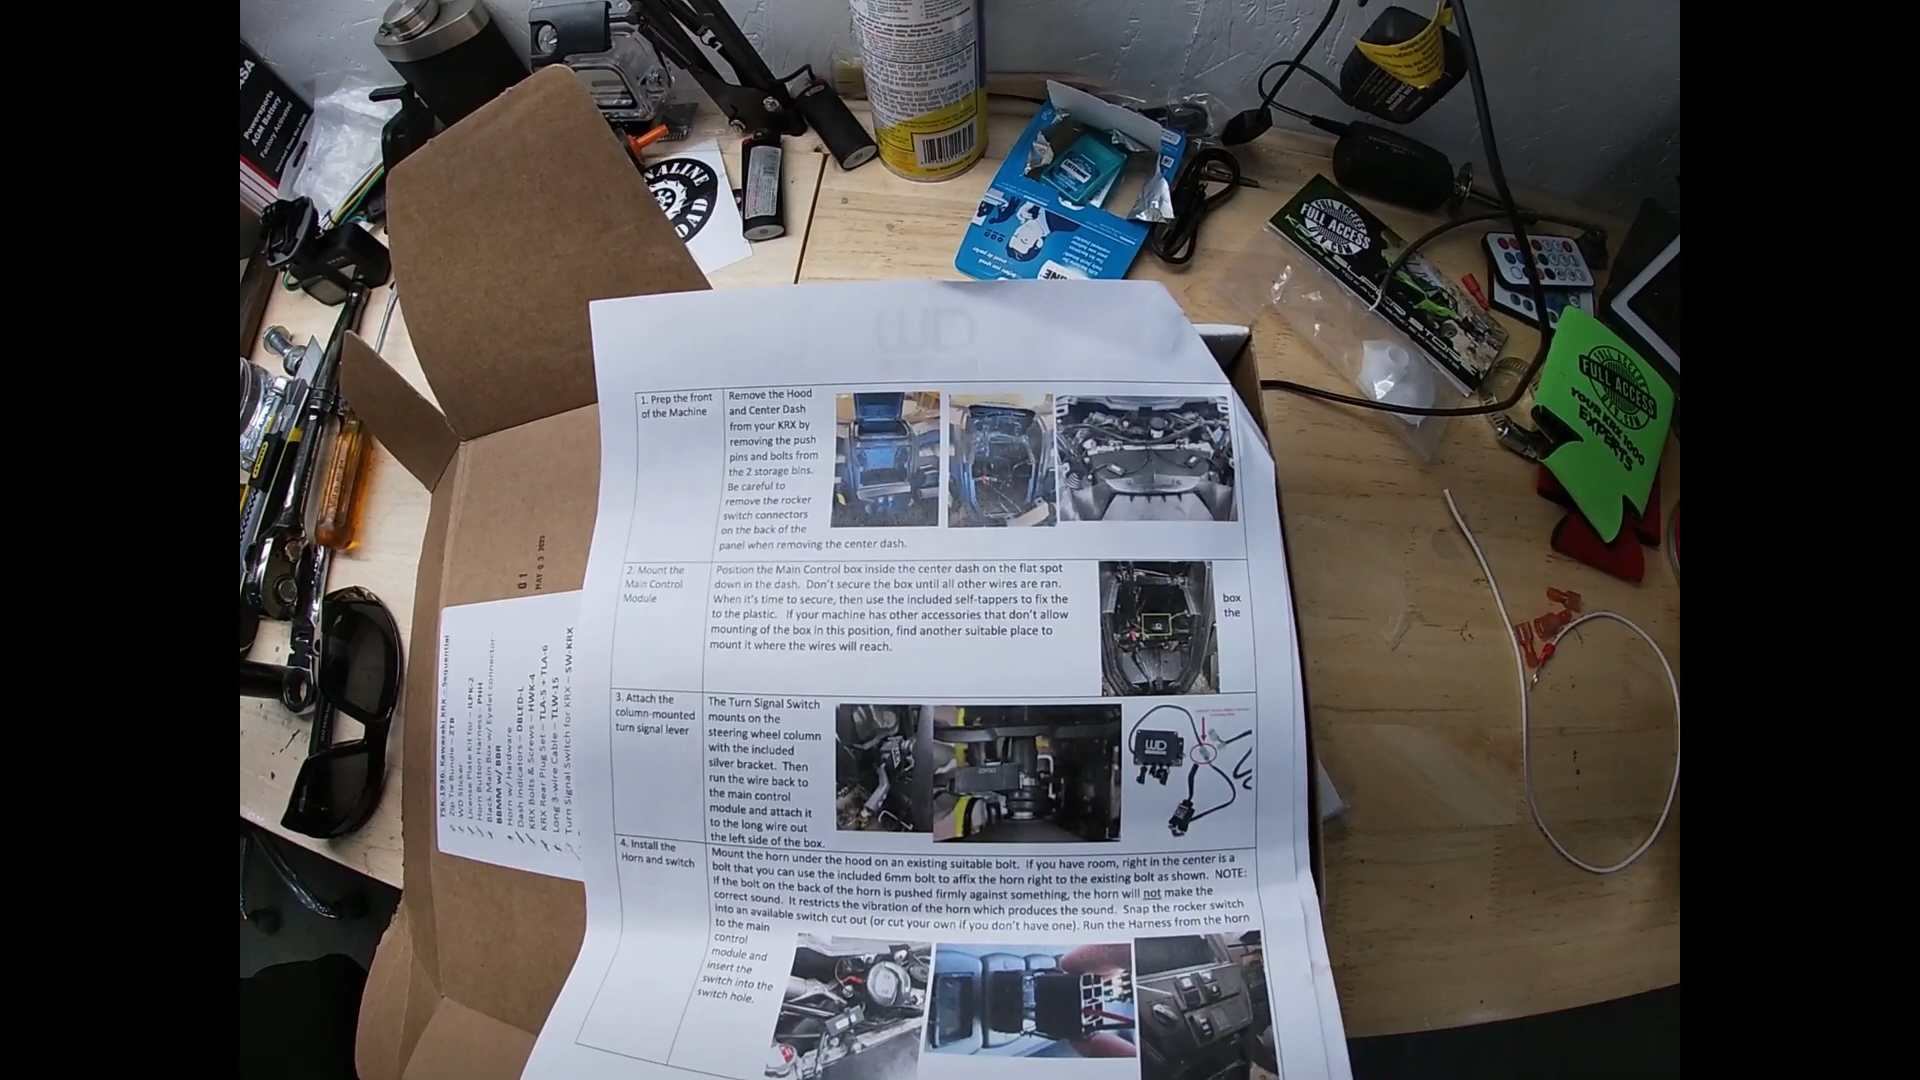 Powersports
AGM Battery
Factory Activated
FULL ACCESS
FULL ACCESS
YOUR KRX 1000
EXPERTS
WD
1. Prep the front
of the Machine
Remove the Hood
and Center Dash
from your KRX by
removing the push
pins and bolts from
the 2 storage bins.
Be careful to
remove the rocker
switch connectors
on the back of the
panel when removing the center dash.
2. Mount the
Main Control
Module
Position the Main Control box inside the center dash on the flat spot
down in the dash. Don't secure the box until all other wires are ran.
When it's time to secure, then use the included self-tappers to fix the box
to the plastic. If your machine has other accessories that don't allow the
mounting of the box in this position, find another suitable place to
mount it where the wires will reach.
3. Attach the
column-mounted
turn signal lever
The Turn Signal Switch
mounts on the
steering wheel column
with the included
silver bracket. Then
run the wire back to
the main control
module and attach it
to the long wire out
the left side of the box.
WD
4. Install the
Horn and switch
Mount the horn under the hood on an existing suitable bolt. If you have room, right in the center is a
bolt that you can use the included 6mm bolt to affix the horn right to the existing bolt as shown. NOTE:
If the bolt on the back of the horn is pushed firmly against something, the horn will not make the
correct sound. It restricts the vibration of the horn which produces the sound. Snap the rocker switch
into an available switch cut out (or cut your own if you don't have one). Run the Harness from the horn
to the main
control
module and
insert the
switch into the
switch hole.
01
MAY 03 2022
TSK-1936: Kawasaki KRX – Sequential
Zip Tie Bundle – ZTB
WD Sticker
License Plate Kit for – ILPK-2
Horn Button Harness – PHH
Black Main Box w/ Eyelet connector -
BBMM w/ BBR
Horn w/ Hardware
Dash Indicators – DBLED-L
KRX Bolts & Screws – HWK-4
KRX Rear Plug Set – TLA-5 + TLA-6
Long 3-wire Cable – TLW-15
Turn Signal Switch for KRX – SW-KRX